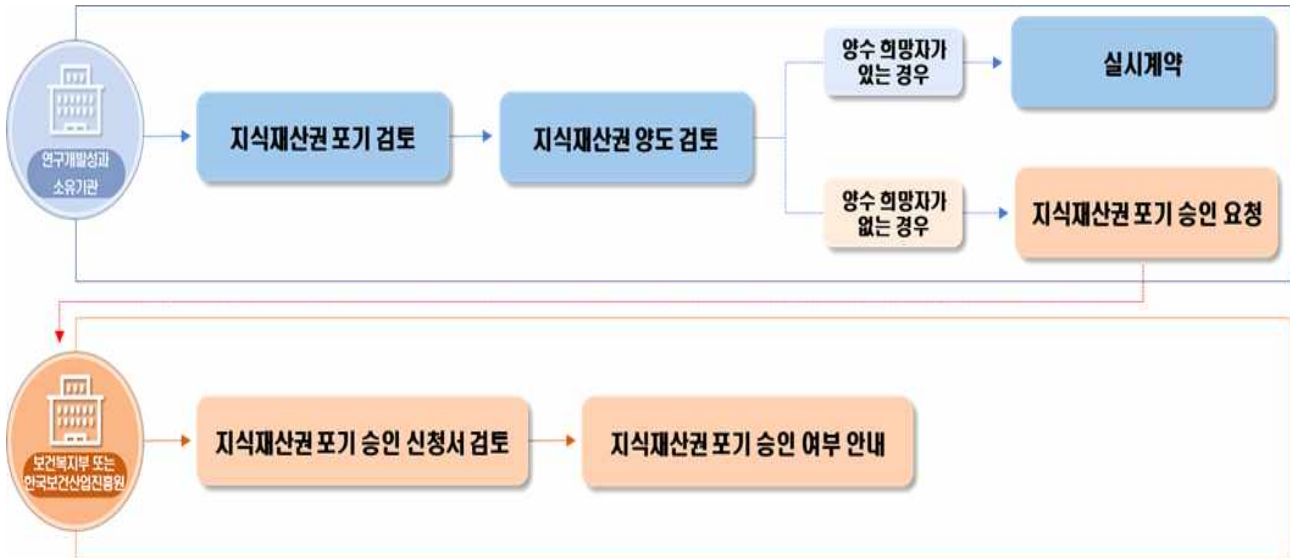 연구개발성과
소유기관
지식재산권 포기 검토
지식재산권 양도 검토
양수 희망자가
있는 경우
실시계약
양수 희망자가
없는 경우
지식재산권 포기 승인 요청
보건복지부 또는
한국보건산업진흥원
지식재산권 포기 승인 신청서 검토
지식재산권 포기 승인 여부 안내